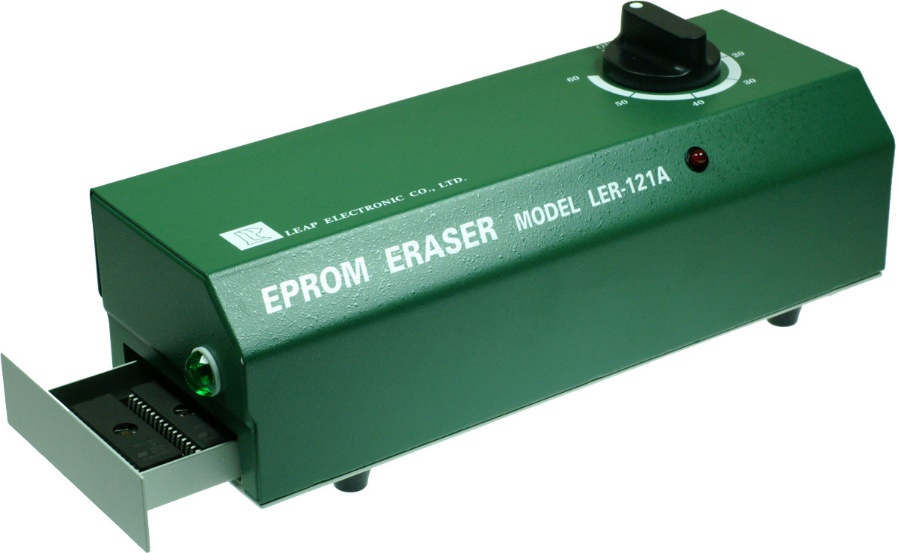 LEAP ELECTRONIC CO., LTD.
EPROM ERASER MODEL LER-121A
60
50
40
30
20